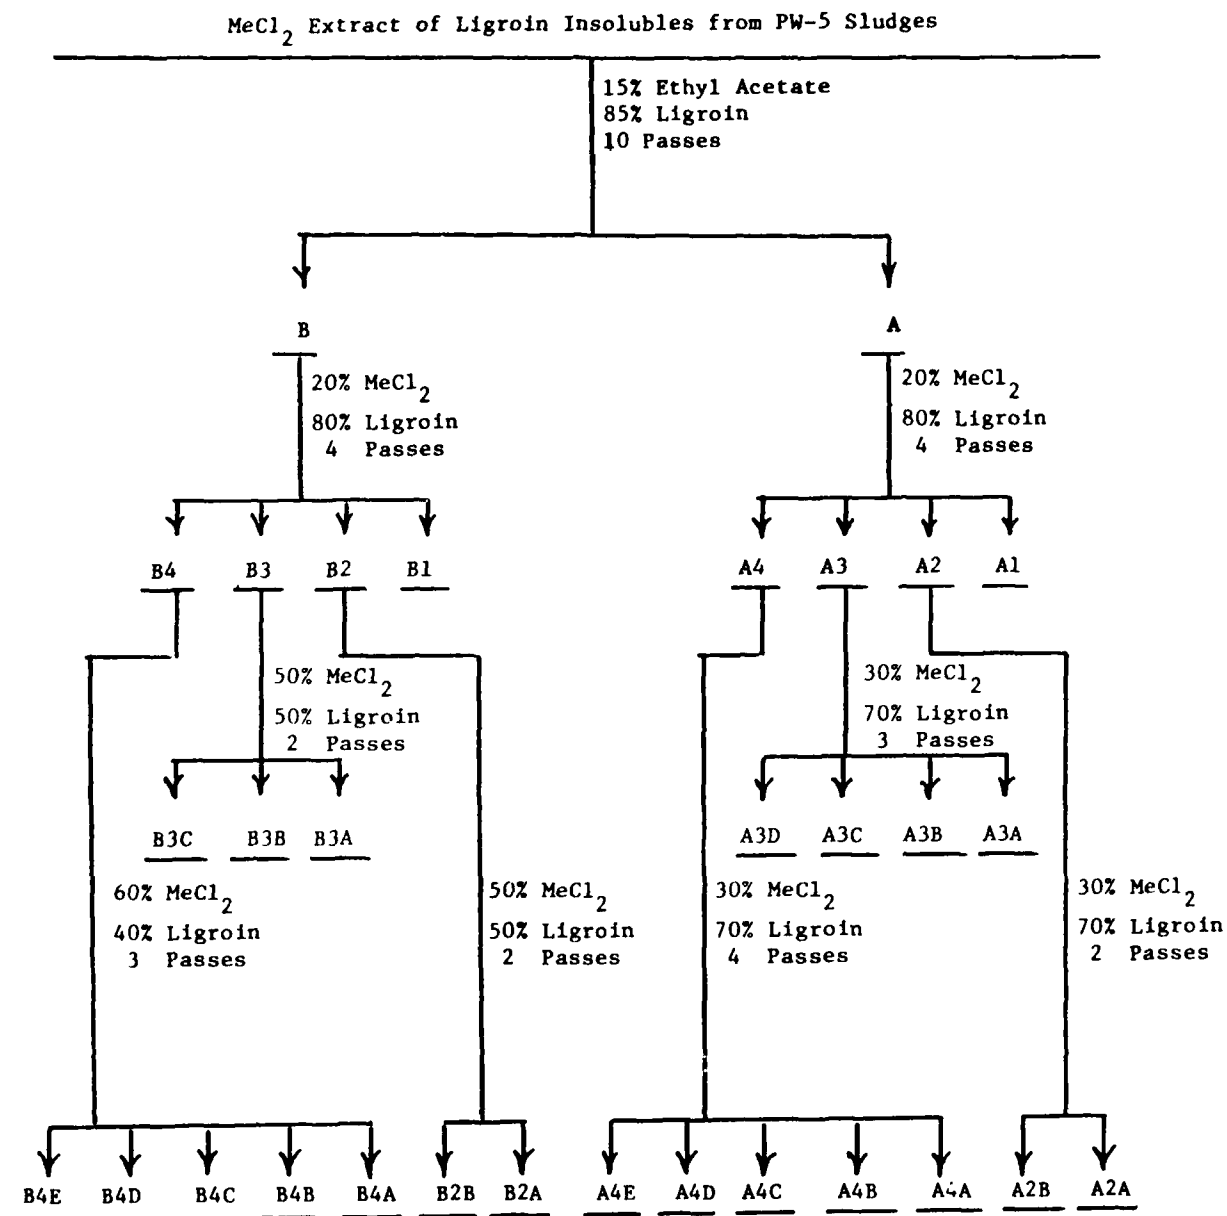 MeCl2 Extract of Ligroin Insolubles from PW-5 Sludges
15% Ethyl Acetate
85% Ligroin
10 Passes
B
A
20% MeCl2
80% Ligroin
4 Passes
20% MeCl2
80% Ligroin
4 Passes
B4 B3 B2 B1
A4 A3 A2 A1
50% MeCl2
50% Ligroin
2 Passes
30% MeCl2
70% Ligroin
3 Passes
B3C B3B B3A
A3D A3C A3B A3A
60% MeCl2
40% Ligroin
3 Passes
50% MeCl2
50% Ligroin
2 Passes
30% MeCl2
70% Ligroin
4 Passes
30% MeCl2
70% Ligroin
2 Passes
B4E B4D B4C B4B B4A B2B B2A A4E A4D A4C A4B A4A A2B A2A